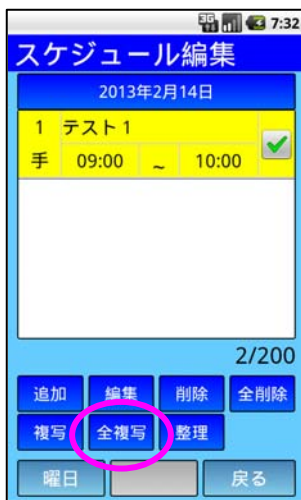 3G 7:32
スケジュール編集
2013年2月14日
1 テスト1
手 09:00 ~ 10:00
2/200
追加 編集 削除 全削除
複写 全複写 整理
曜日 戻る